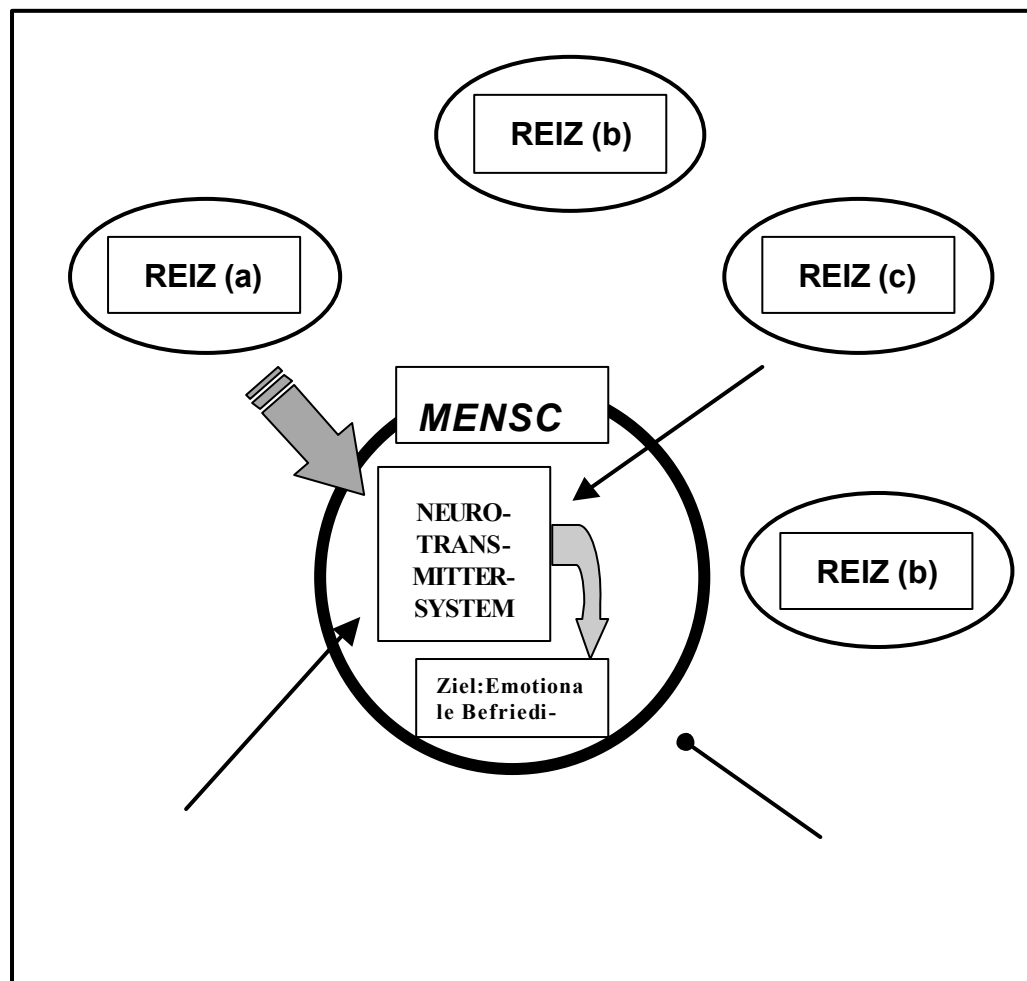 REIZ (b)
REIZ (a)
REIZ (c)
MENSC
NEURO-
TRANS-
MITTER-
SYSTEM
REIZ (b)
Ziel:Emotiona
le Befriedi-